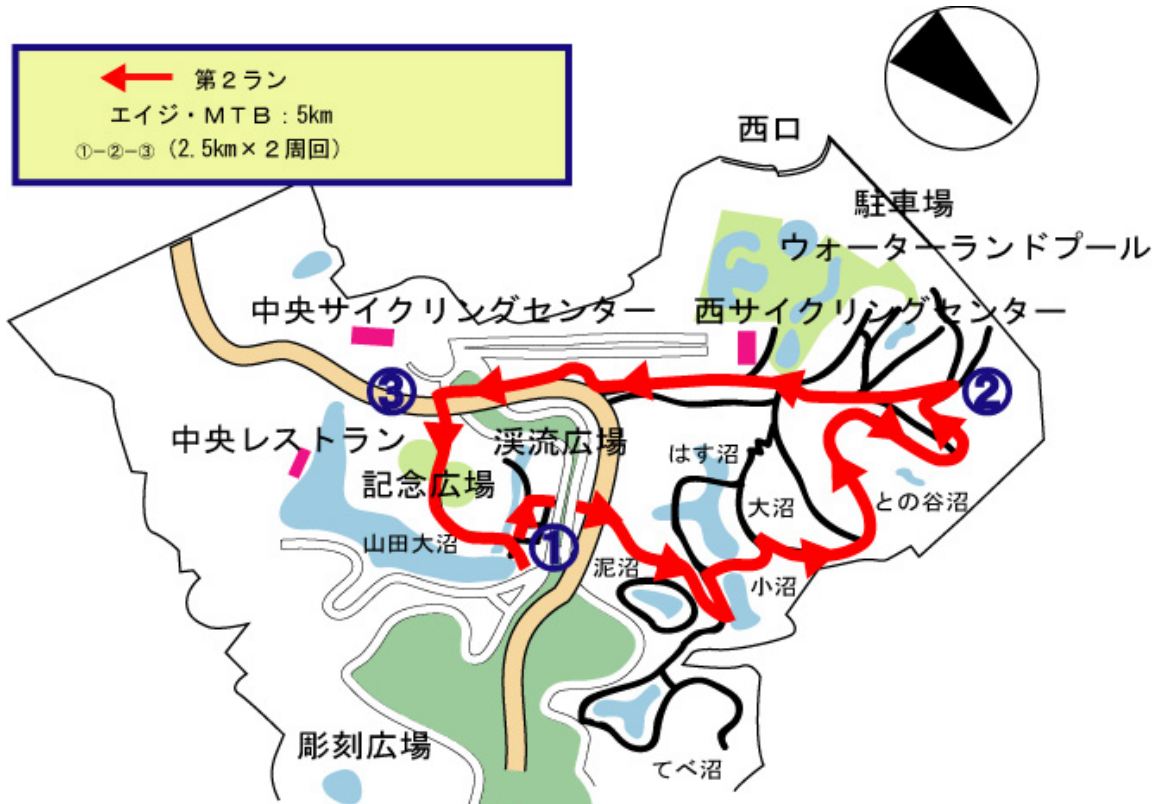 第２ラン
エイジ・ＭＴＢ：5km
①-②-③（2.5km×２周回）
西口
駐車場
ウォーターランドプール
中央サイクリングセンター
西サイクリングセンター
③
②
中央レストラン
渓流広場
はす沼
記念広場
大沼
との谷沼
山田大沼
①
泥沼
小沼
彫刻広場
てべ沼